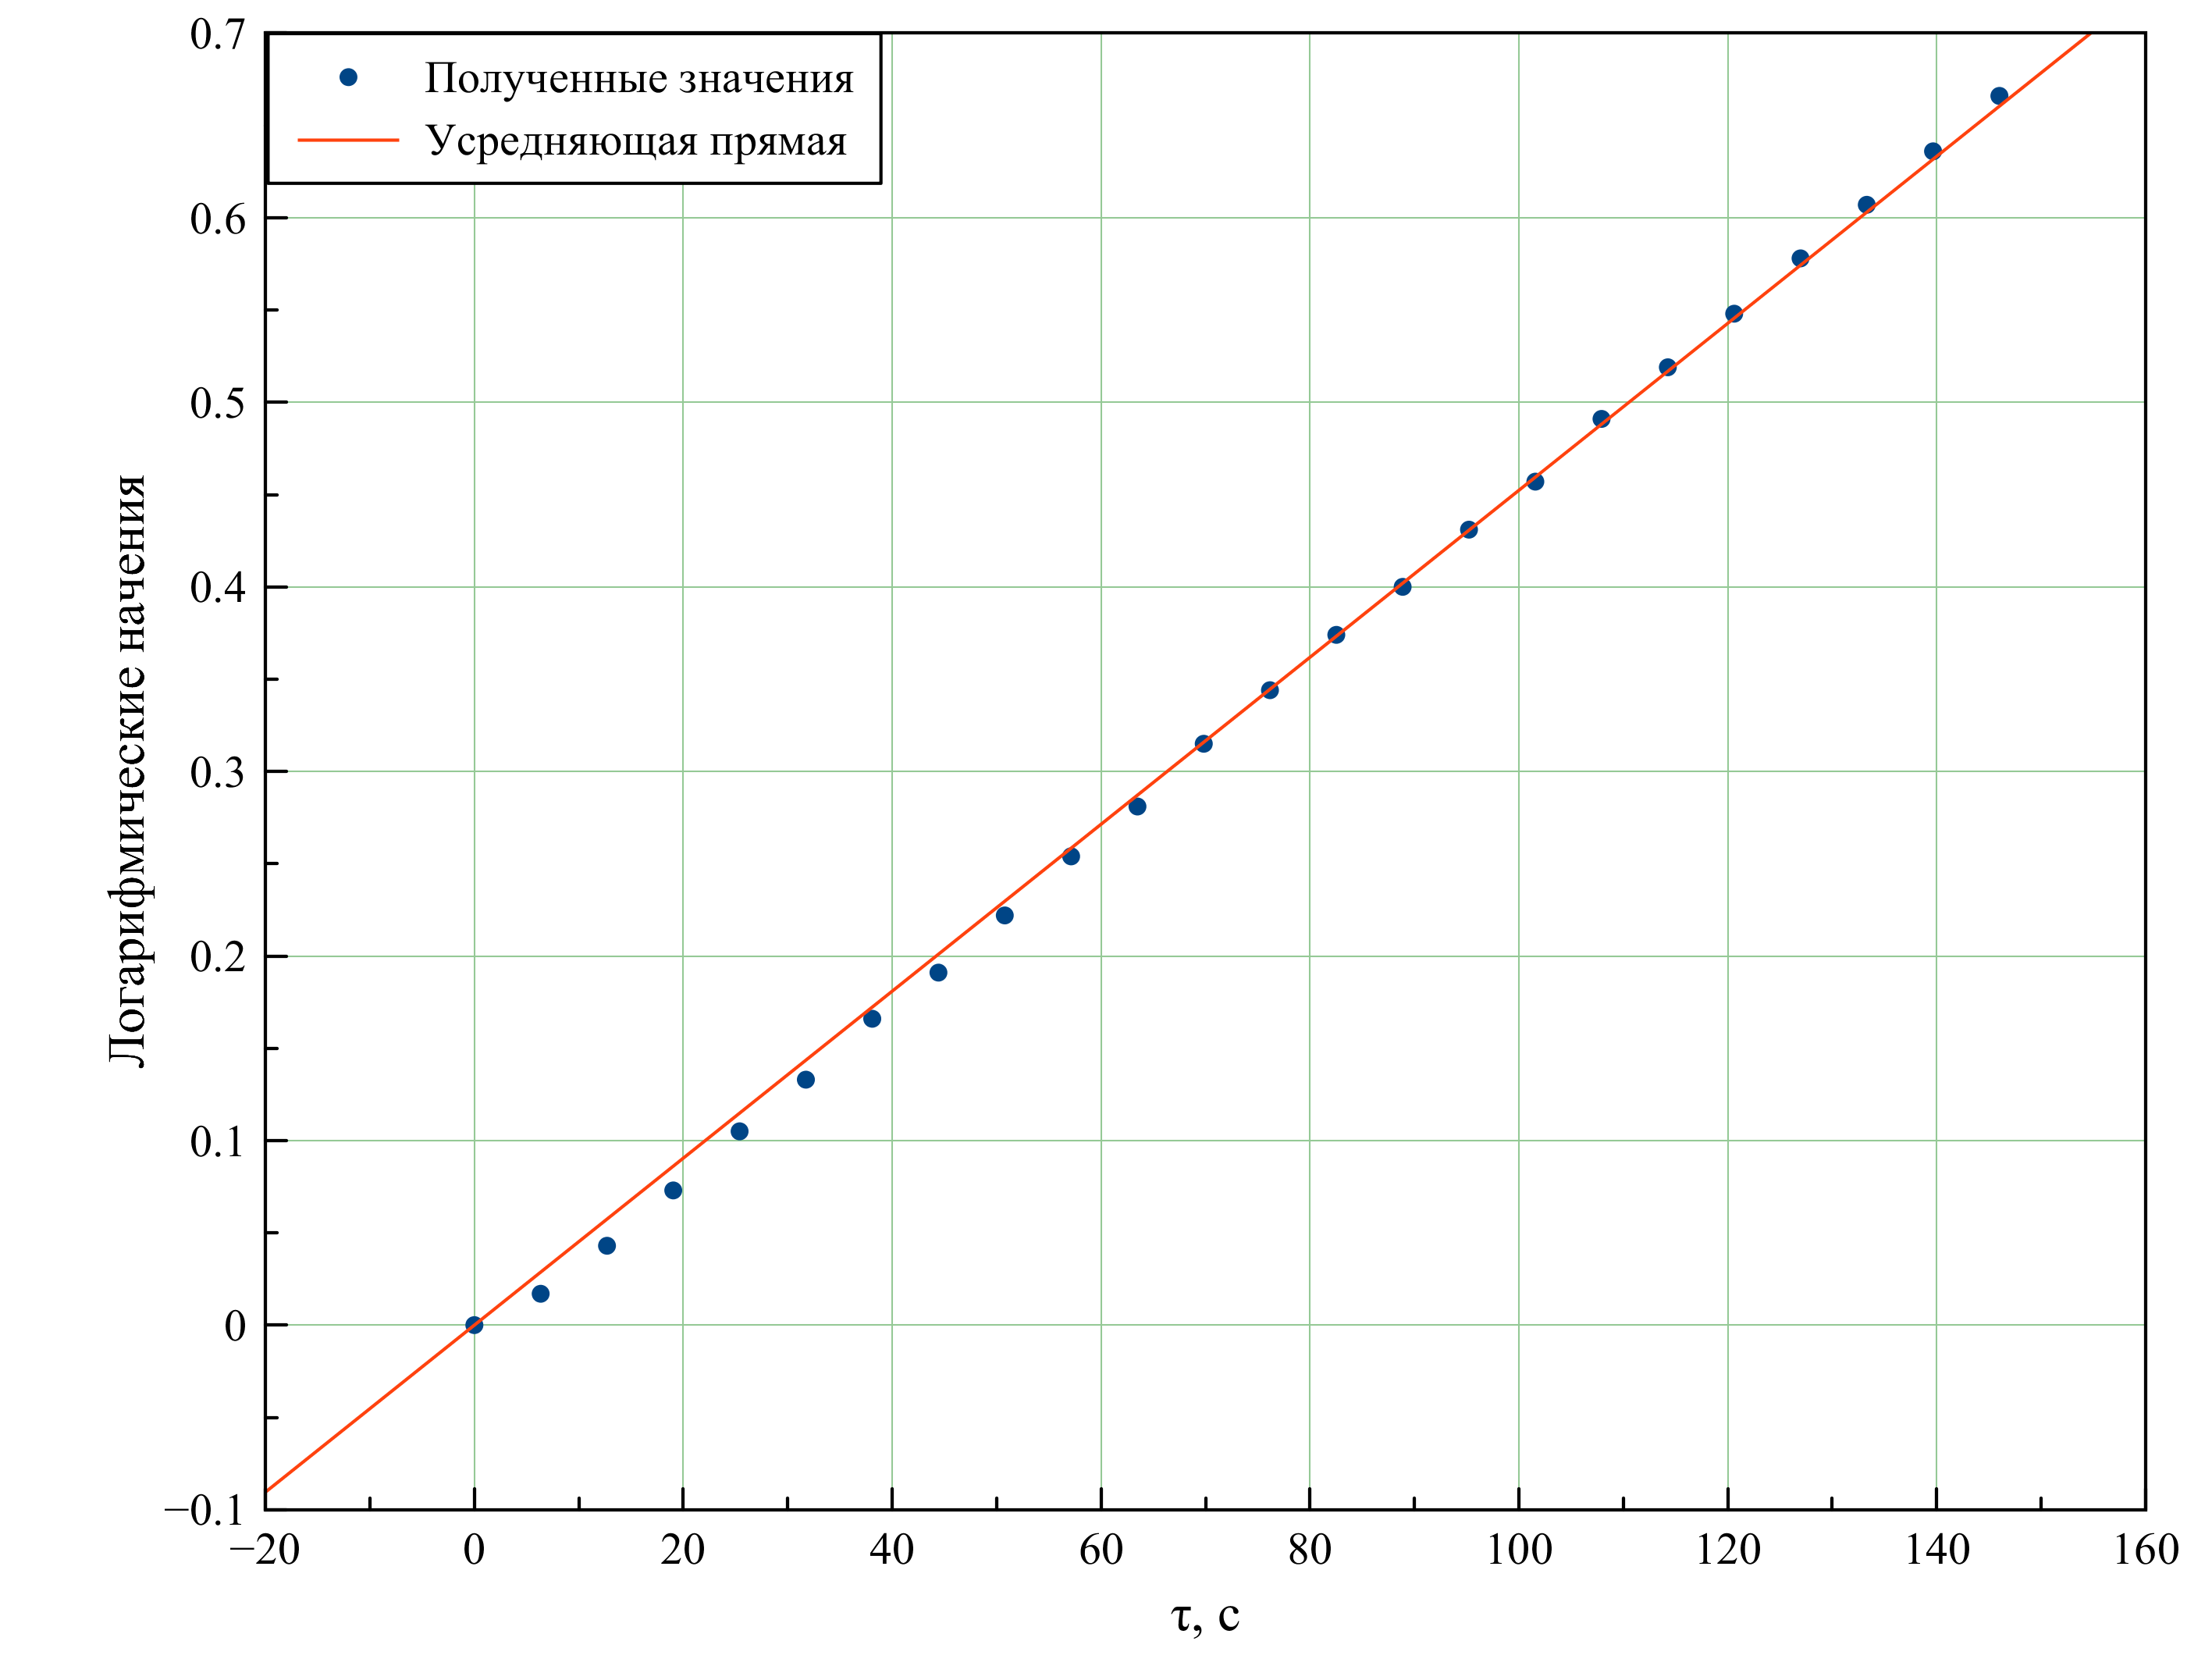 Полученные значения
Усредняющая прямая
0.7
0.6
0.5
0.4
0.3
0.2
0.1
0
−0.1
Логарифмические начения
−20 0 20 40 60 80 100 120 140 160
τ, с